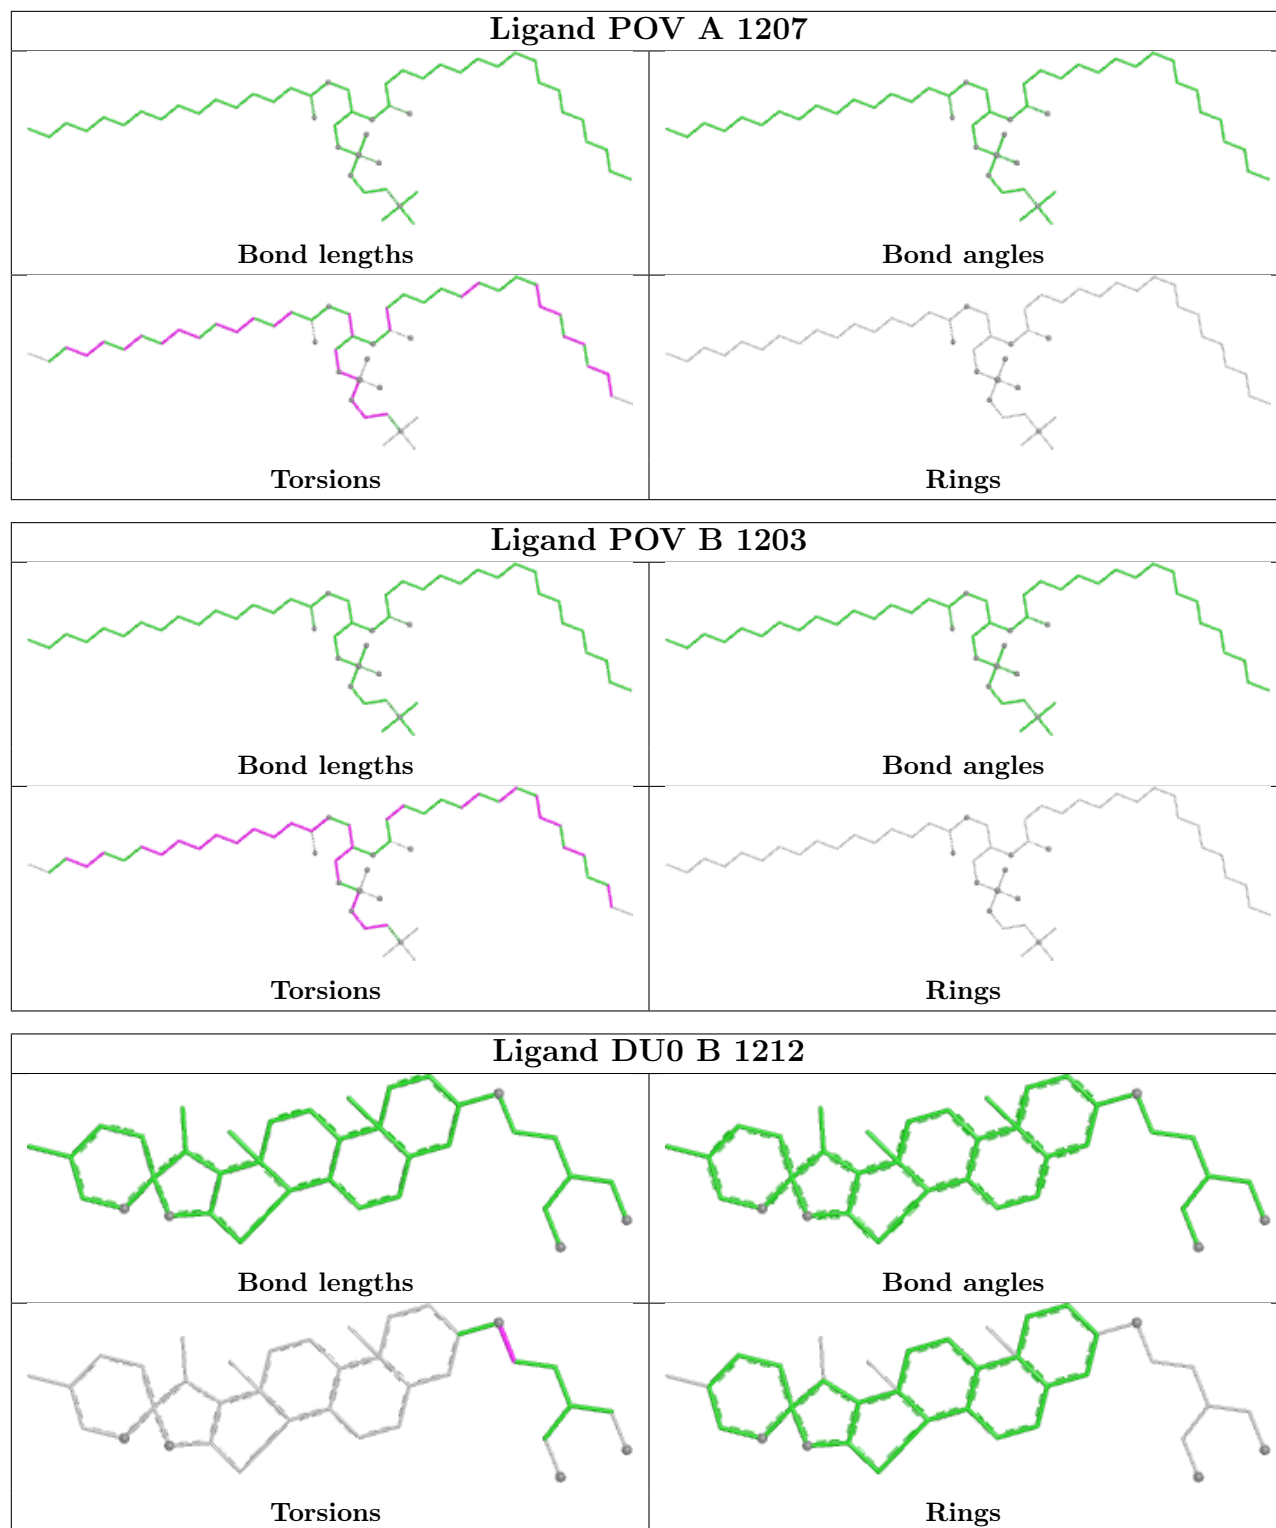 Ligand POV A 1207
Bond lengths
Bond angles
Torsions
Rings
Ligand POV B 1203
Bond lengths
Bond angles
Torsions
Rings
Ligand DU0 B 1212
Bond lengths
Bond angles
Torsions
Rings